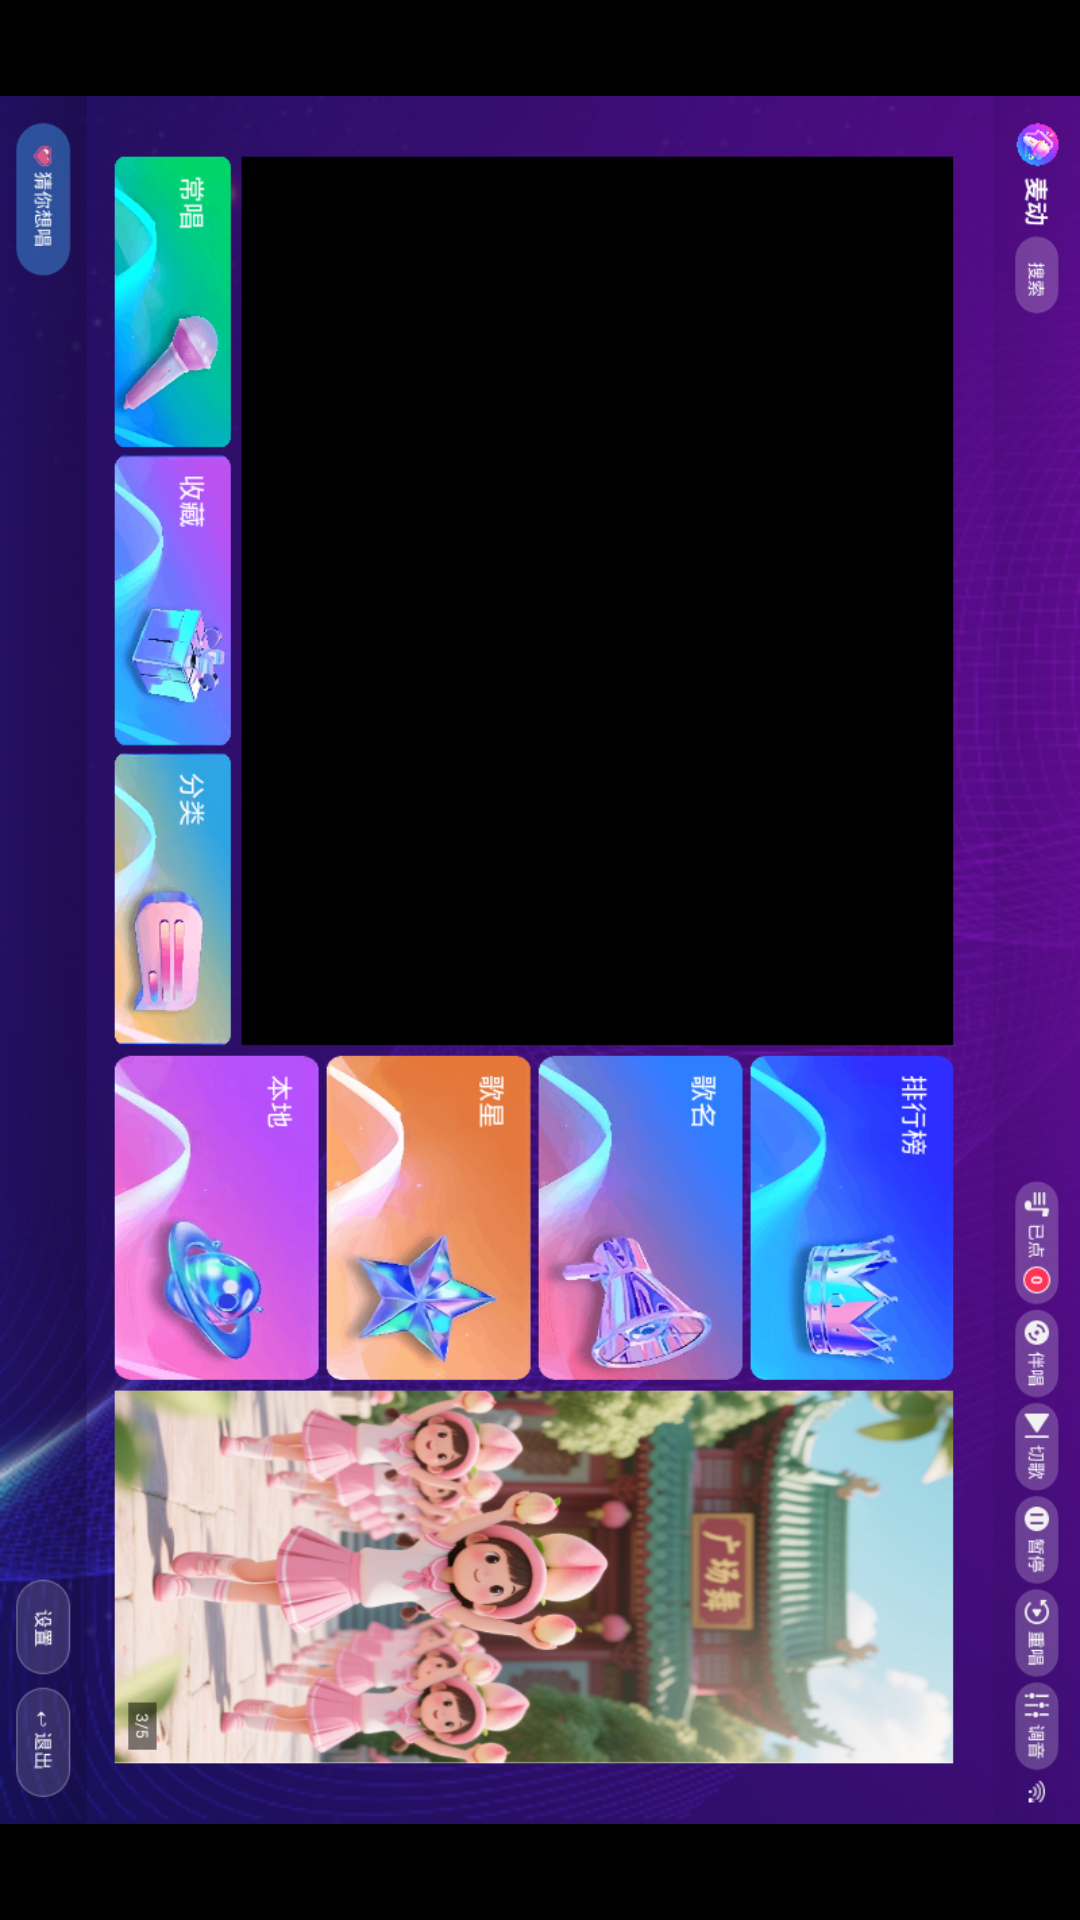 麦动
搜索
已点 0
伴唱
切歌
暂停
重唱
调音
排行榜
歌名
歌星
本地
广场舞
3/5
常唱
收藏
分类
猜你想唱
设置
退出